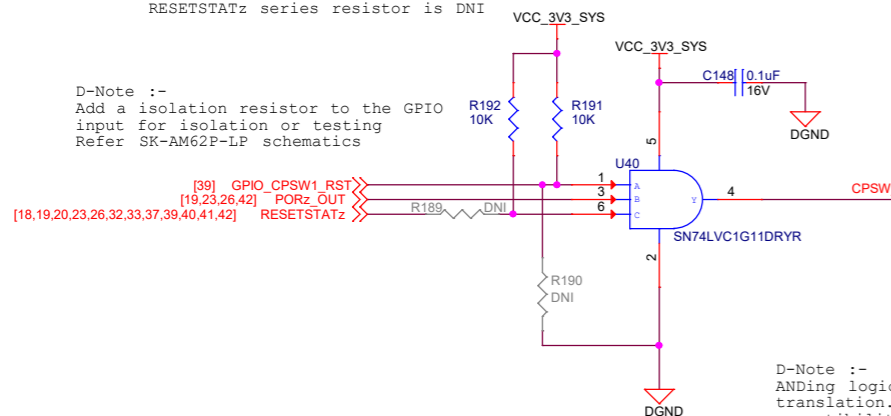 RESETSTATz series resistor is DNI
VCC_3V3_SYS
VCC_3V3_SYS
C148 0.1uF
16V
DGND
D-Note :-
Add a isolation resistor to the GPIO
input for isolation or testing
Refer SK-AM62P-LP schematics
R192
10K
R191
10K
U40
5
[39] GPIO_CPSW1_RST
1
A
[19,23,26,42] PORz_OUT
3
B
Y
4
CPSW
[18,19,20,23,26,32,33,37,39,40,41,42] RESETSTATz
R189
DNI
6
C
SN74LVC1G11DRYR
2
R190
DNI
DGND
D-Note :-
ANDing logic
translation.